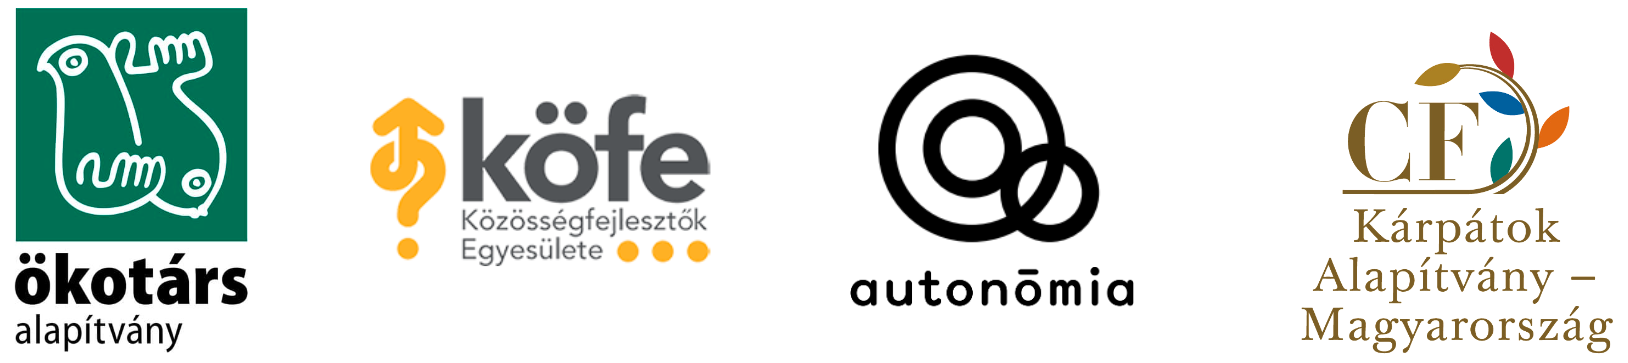 ökotárs
alapítvány
köfe
Közösségfejlesztők
Egyesülete
autonōmia
CF
Kárpátok
Alapítvány –
Magyarország